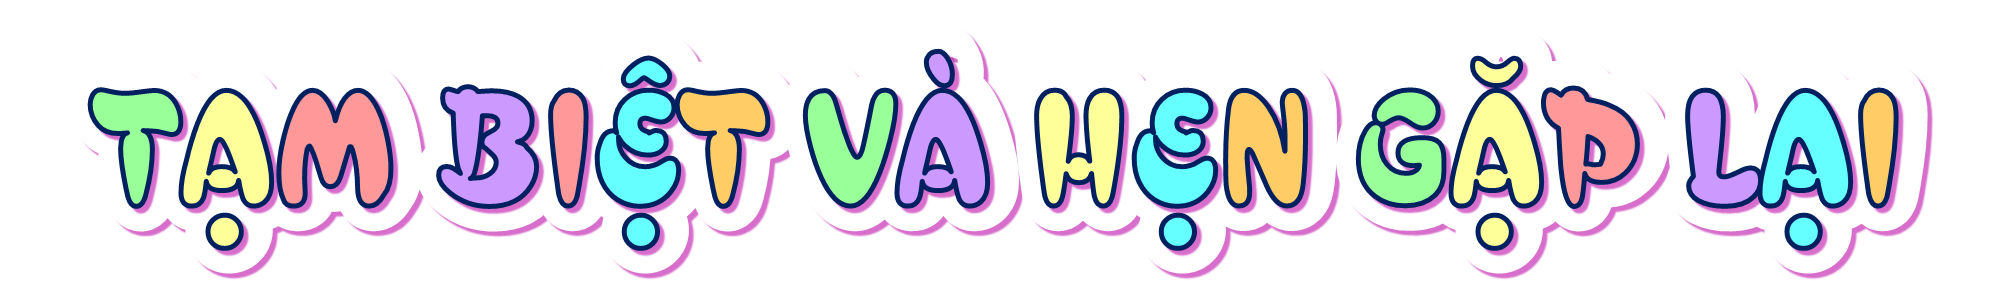 TẠM BIỆT VÀ HẸN GẶP LẠI